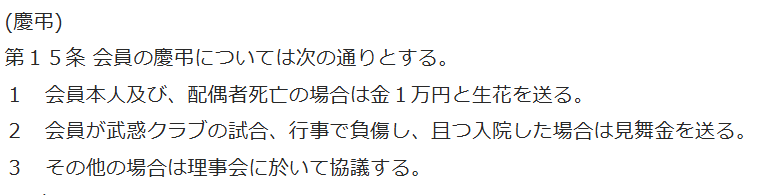 (慶弔)
第１５条 会員の慶弔については次の通りとする。
１　会員本人及び、配偶者死亡の場合は金１万円と生花を送る。
２　会員が武惑クラブの試合、行事で負傷し、且つ入院した場合は見舞金を送る。
３　その他の場合は理事会に於いて協議する。